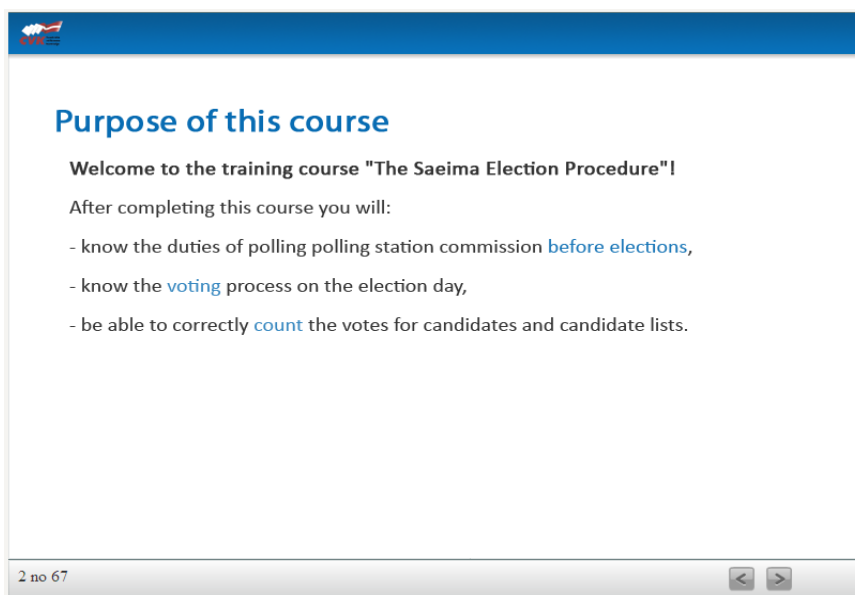 CVK
Purpose of this course
Welcome to the training course "The Saeima Election Procedure"!
After completing this course you will:
- know the duties of polling polling station commission before elections,
- know the voting process on the election day,
- be able to correctly count the votes for candidates and candidate lists.
2 no 67
< >